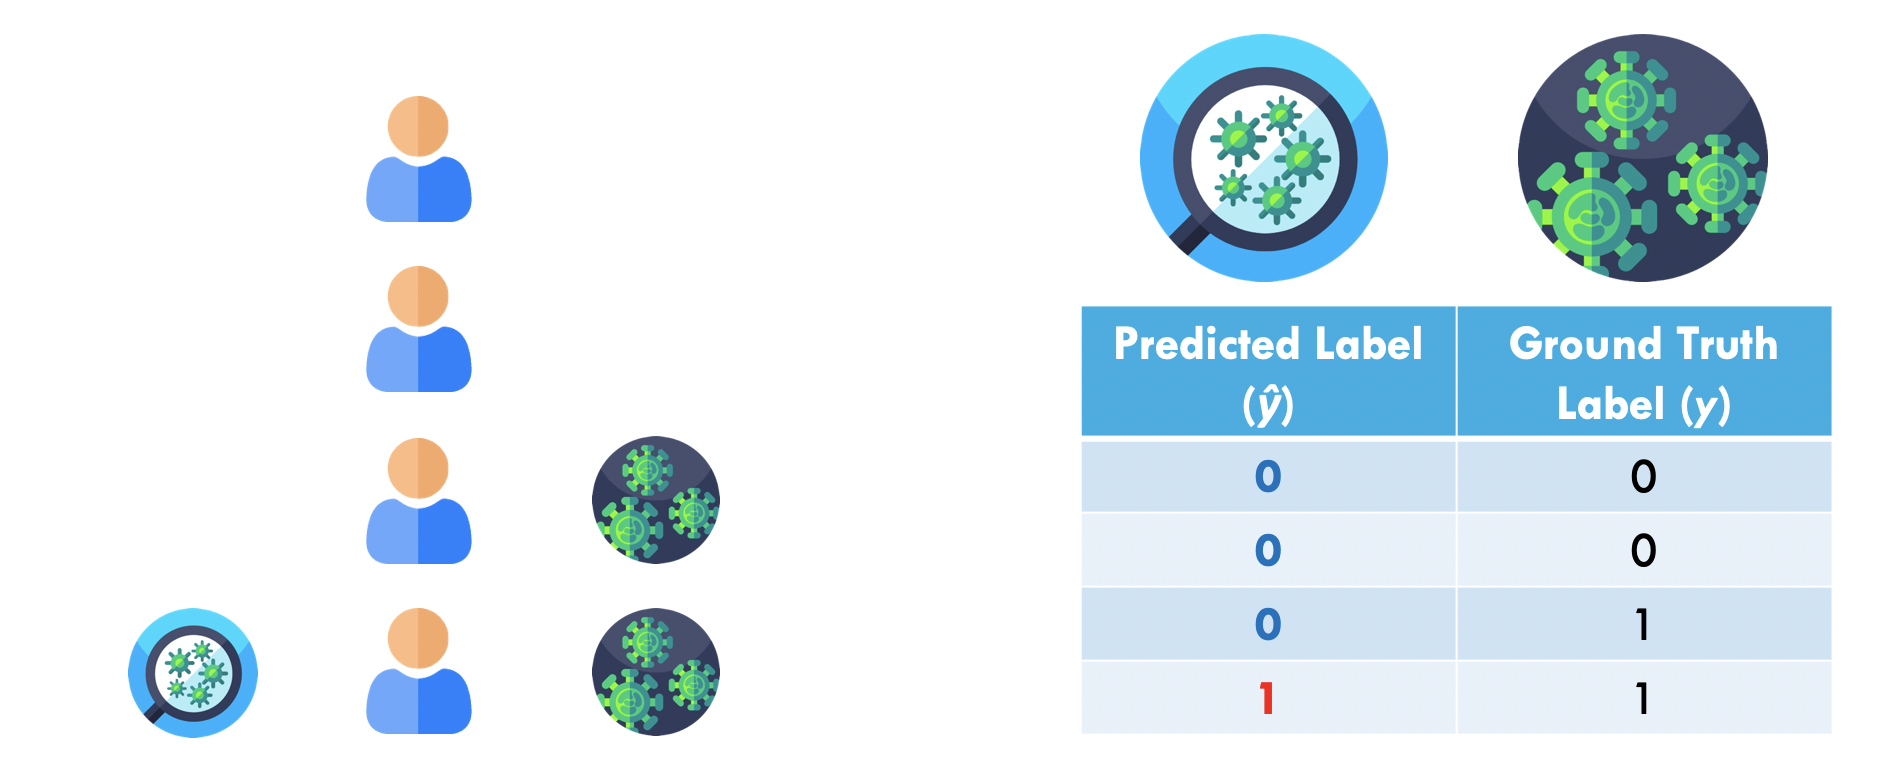 Predicted Label Ground Truth
(ŷ) Label (y)
0 0
0 0
0 1
1 1